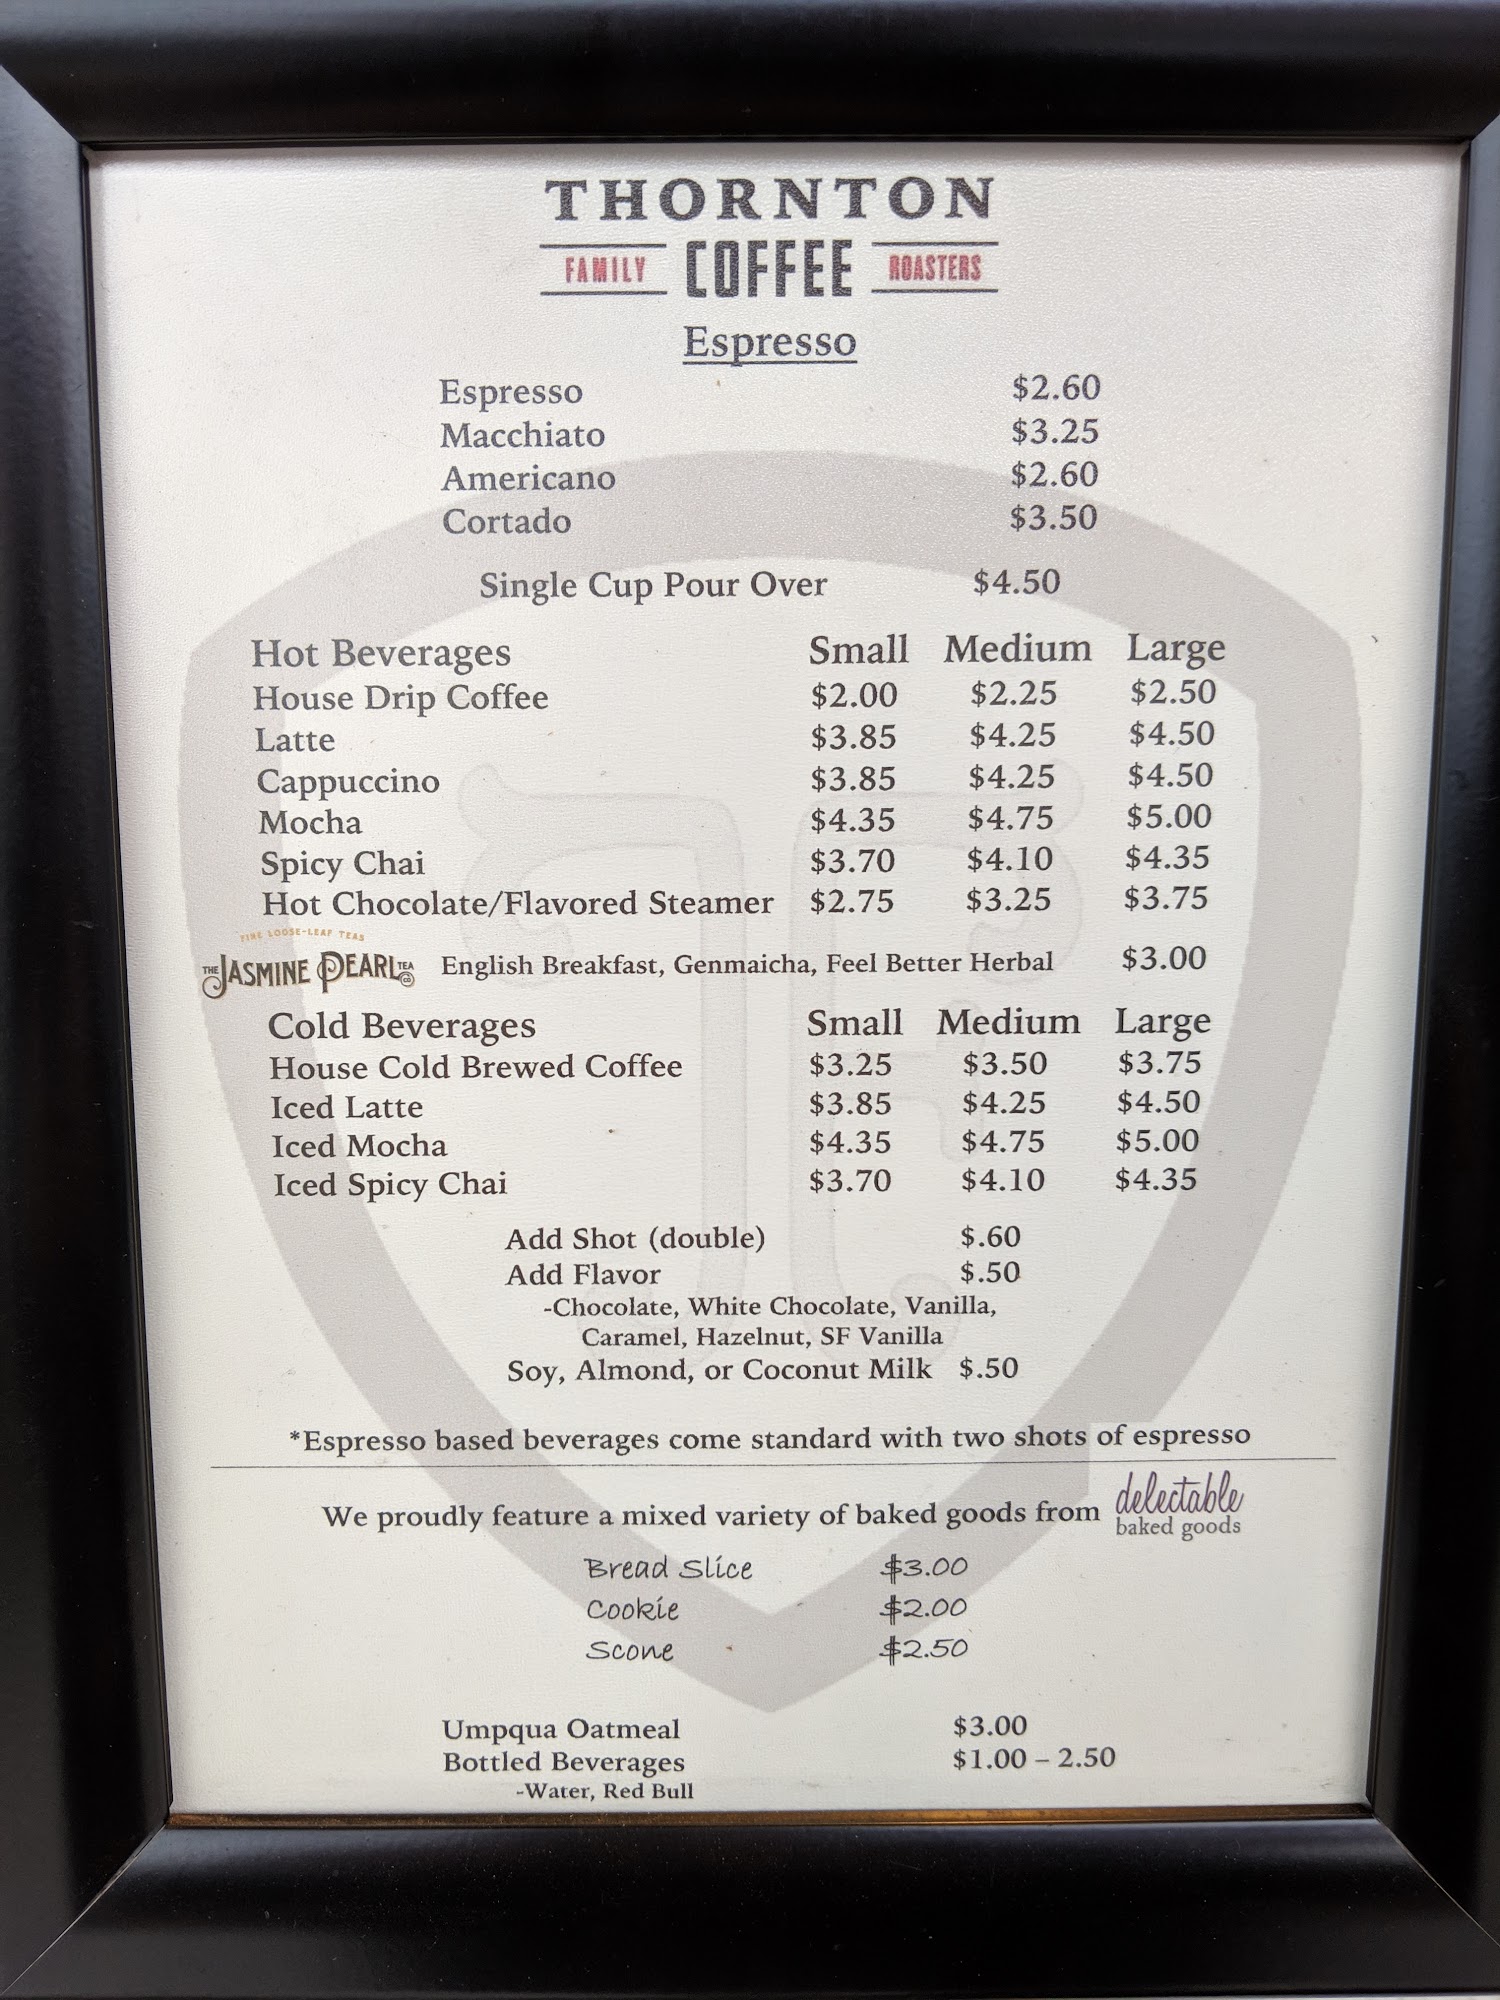 THORNTON
FAMILY COFFEE ROASTERS
Espresso
Espresso $2.60
Macchiato $3.25
Americano $2.60
Cortado $3.50
Single Cup Pour Over $4.50
Hot Beverages Small Medium Large
House Drip Coffee $2.00 $2.25 $2.50
Latte $3.85 $4.25 $4.50
Cappuccino $3.85 $4.25 $4.50
Mocha $4.35 $4.75 $5.00
Spicy Chai $3.70 $4.10 $4.35
Hot Chocolate/Flavored Steamer $2.75 $3.25 $3.75
FINE LOOSE-LEAF TEAS
THE JASMINE PEARL TEA CO English Breakfast, Genmaicha, Feel Better Herbal $3.00
Cold Beverages Small Medium Large
House Cold Brewed Coffee $3.25 $3.50 $3.75
Iced Latte $3.85 $4.25 $4.50
Iced Mocha $4.35 $4.75 $5.00
Iced Spicy Chai $3.70 $4.10 $4.35
Add Shot (double) $.60
Add Flavor $.50
-Chocolate, White Chocolate, Vanilla,
Caramel, Hazelnut, SF Vanilla
Soy, Almond, or Coconut Milk $.50
*Espresso based beverages come standard with two shots of espresso
We proudly feature a mixed variety of baked goods from delectable
baked goods
Bread Slice $3.00
Cookie $2.00
Scone $2.50
Umpqua Oatmeal $3.00
Bottled Beverages $1.00 – 2.50
-Water, Red Bull